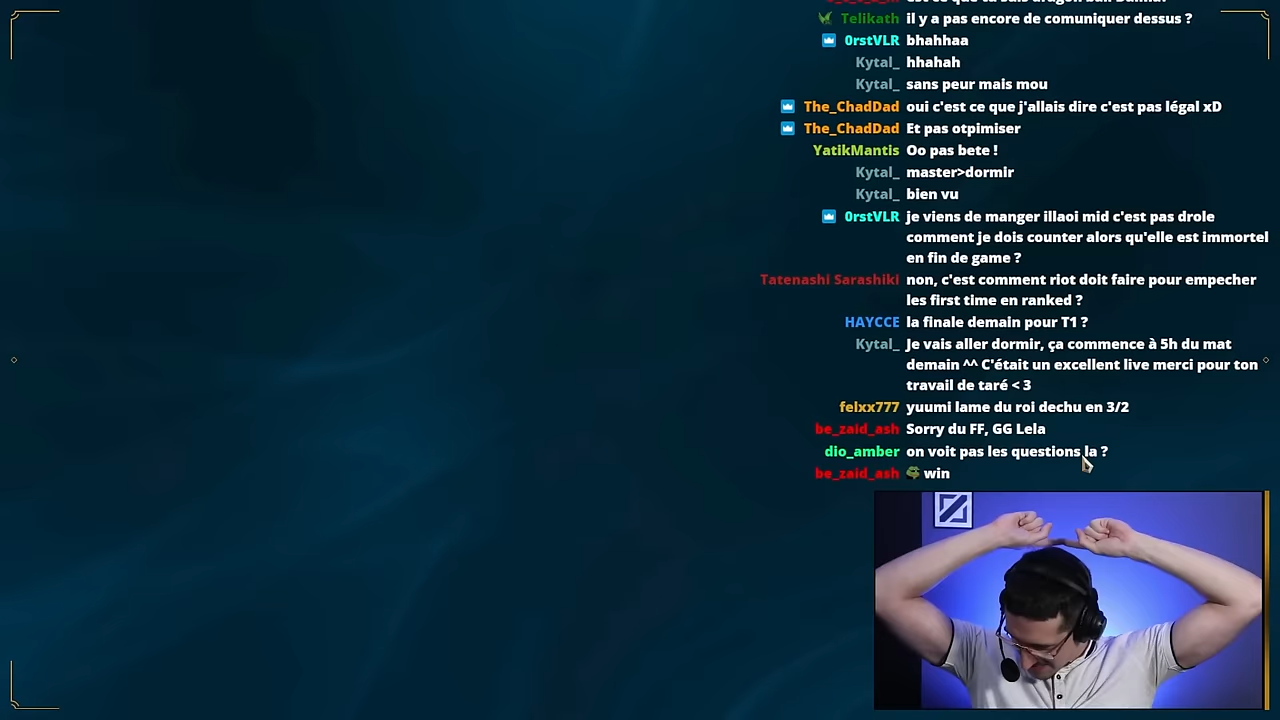 Telikath il y a pas encore de comuniquer dessus ?
0rstVLR bhahhaa
Kytal_ hhahah
Kytal_ sans peur mais mou
The_ChadDad oui c'est ce que j'allais dire c'est pas légal xD
The_ChadDad Et pas otpimiser
YatikMantis Oo pas bete !
Kytal_ master>dormir
Kytal_ bien vu
0rstVLR je viens de manger illaoi mid c'est pas drole
comment je dois counter alors qu'elle est immortel
en fin de game ?
Tatenashi Sarashiki non, c'est comment riot doit faire pour empecher
les first time en ranked ?
HAYCCE la finale demain pour T1 ?
Kytal_ Je vais aller dormir, ça commence à 5h du mat
demain ^^ C'était un excellent live merci pour ton
travail de taré < 3
felxx777 yuumi lame du roi dechu en 3/2
be_zaid_ash Sorry du FF, GG Lela
dio_amber on voit pas les questions la ?
be_zaid_ash win